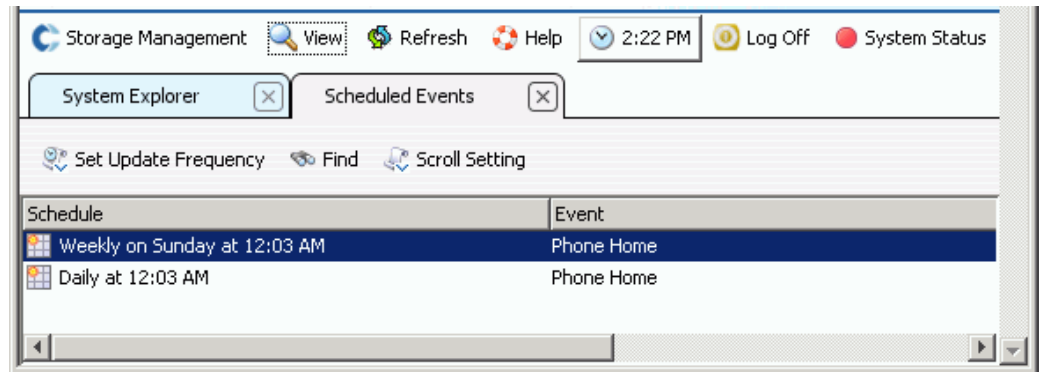 Storage Management View Refresh Help 2:22 PM Log Off System Status
System Explorer Scheduled Events
Set Update Frequency Find Scroll Setting
Schedule Event
Weekly on Sunday at 12:03 AM Phone Home
Daily at 12:03 AM Phone Home